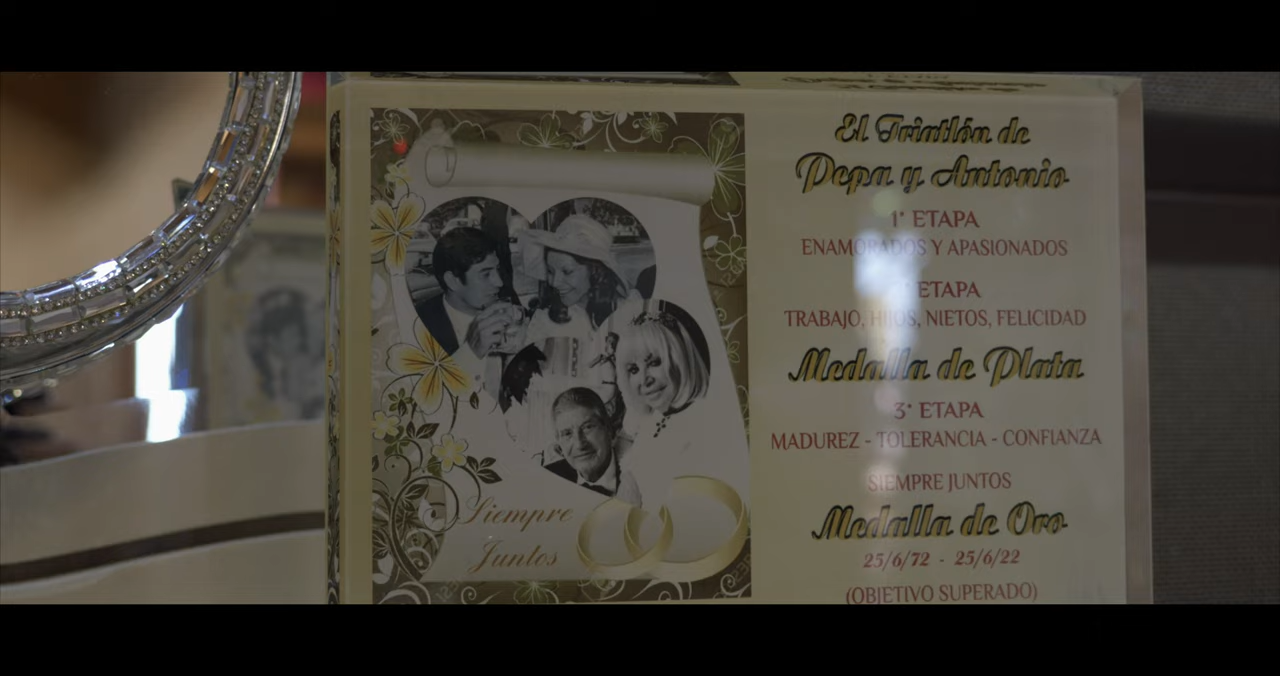 El Triatlón de
Pepa y Antonio
1ª ETAPA
ENAMORADOS Y APASIONADOS
ETAPA
TRABAJO, HIJOS, NIETOS, FELICIDAD
Medalla de Plata
3ª ETAPA
MADUREZ - TOLERANCIA - CONFIANZA
SIEMPRE JUNTOS
Medalla de Oro
25/6/72 - 25/6/22
(OBJETIVO SUPERADO)
Siempre
Juntos